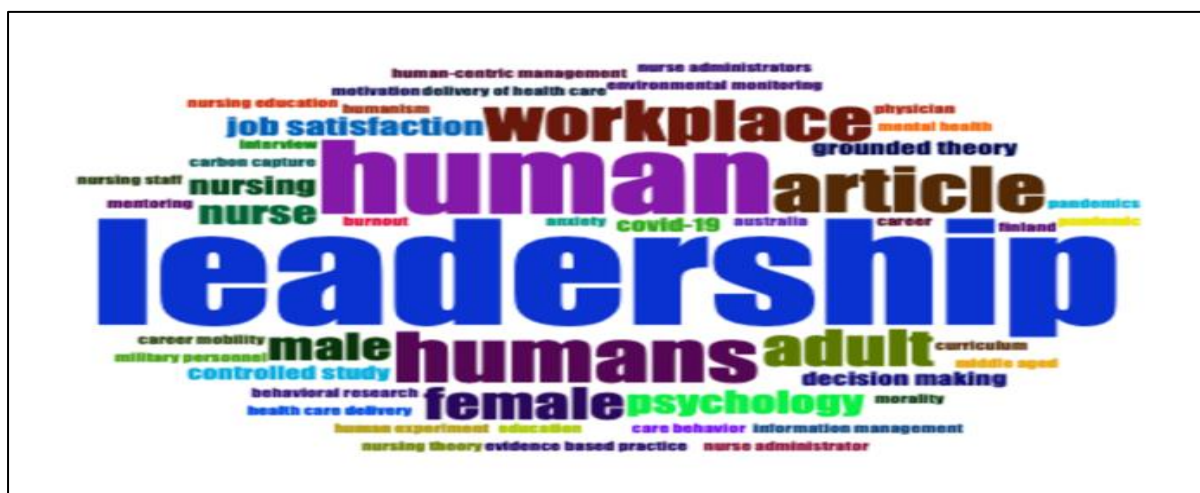 human-centric management nurse administrators
motivation delivery of health care environmental monitoring
nursing education humanism workplace physician
job satisfaction mental health
interview human grounded theory
carbon capture article
nursing staff nursing
mentoring nurse pandemics
burnout anxiety covid-19 australia career finland pandemic
leadership
career mobility male humans adult curriculum
military personnel middle aged
controlled study decision making
behavioral research female psychology morality
health care delivery
human experiment education care behavior information management
nursing theory evidence based practice nurse administrator